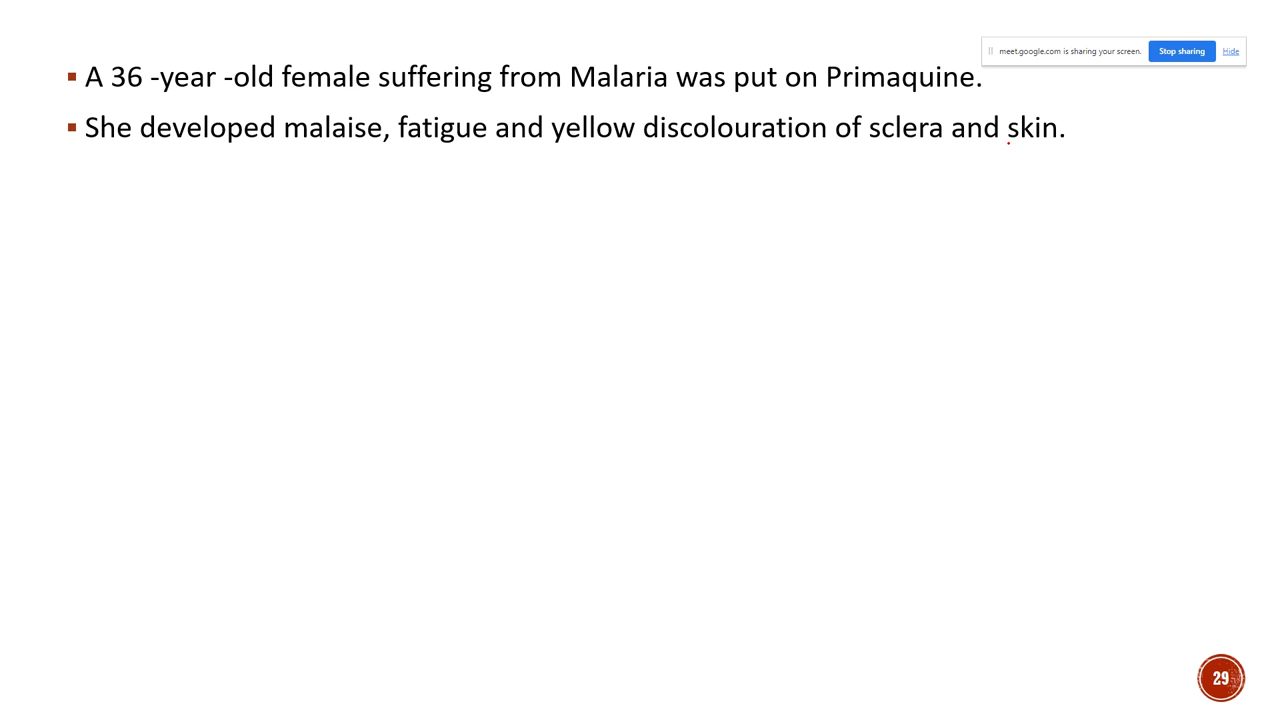 meet.google.com is sharing your screen. Stop sharing Hide
▪ A 36 -year -old female suffering from Malaria was put on Primaquine.
▪ She developed malaise, fatigue and yellow discolouration of sclera and skin.
29